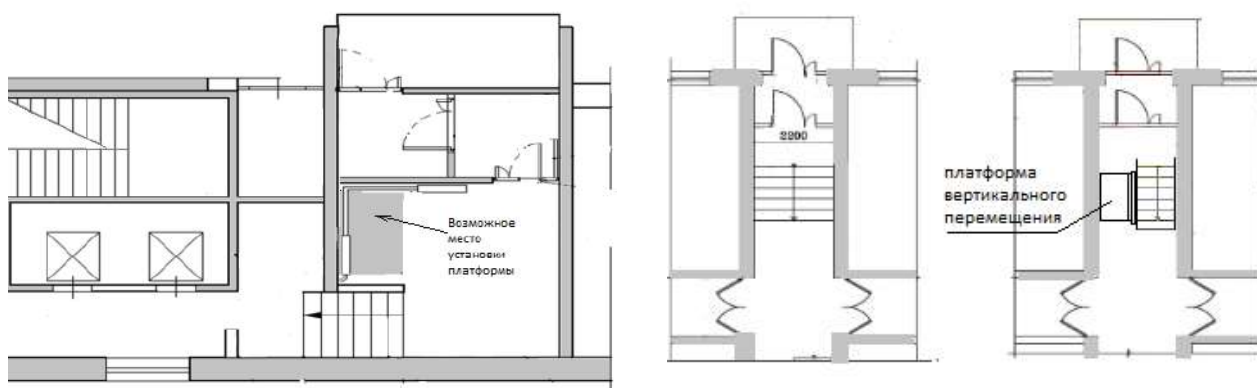 Возможное
место
установки
платформы
2200
платформа
вертикального
перемещения